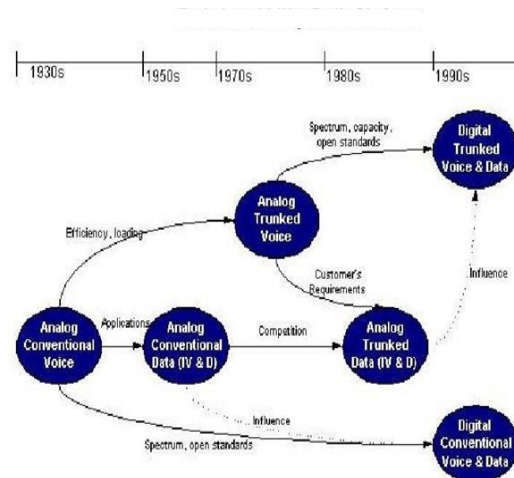 1930s
1950s
1970s
1980s
1990s
Spectrum, capacity,
open standards
Digital
Trunked
Voice & Data
Analog
Trunked
Voice
Efficiency, loading
Customer's
Requirements
Influence
Analog
Conventional
Voice
Applications
Analog
Conventional
Data (IV & D)
Competition
Analog
Trunked
Data (IV & D)
Influence
Spectrum, open standards
Digital
Conventional
Voice & Data